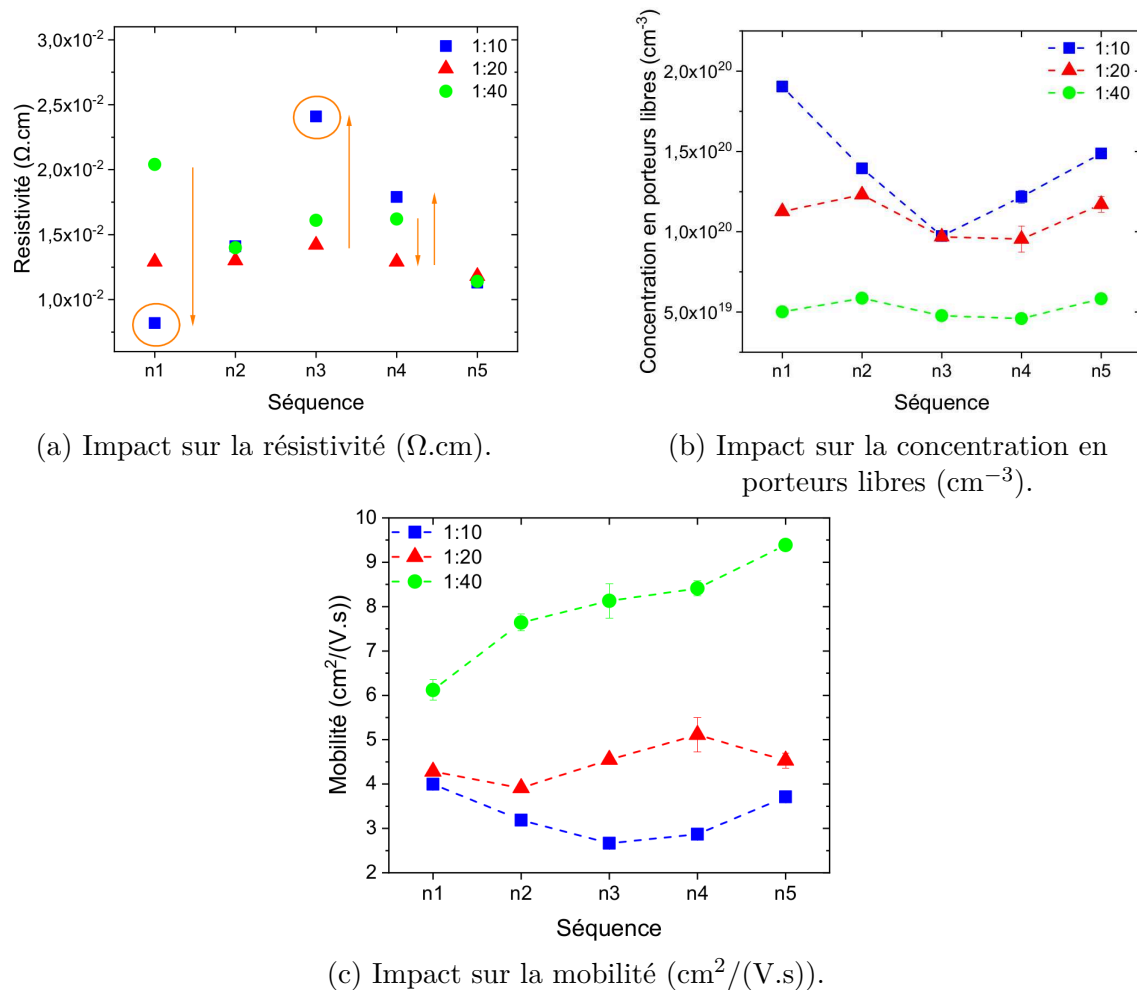 3,0x10⁻²
2,5x10⁻²
2,0x10⁻²
1,5x10⁻²
1,0x10⁻²
Resistivité (Ω.cm)
1:10
1:20
1:40
n1 n2 n3 n4 n5
Séquence
(a) Impact sur la résistivité (Ω.cm).
2,0x10²⁰
1,5x10²⁰
1,0x10²⁰
5,0x10¹⁹
Concentration en porteurs libres (cm⁻³)
1:10
1:20
1:40
n1 n2 n3 n4 n5
Séquence
(b) Impact sur la concentration en
porteurs libres (cm⁻³).
10
9
8
7
6
5
4
3
2
Mobilité (cm²/(V.s))
1:10
1:20
1:40
n1 n2 n3 n4 n5
Séquence
(c) Impact sur la mobilité (cm²/(V.s)).